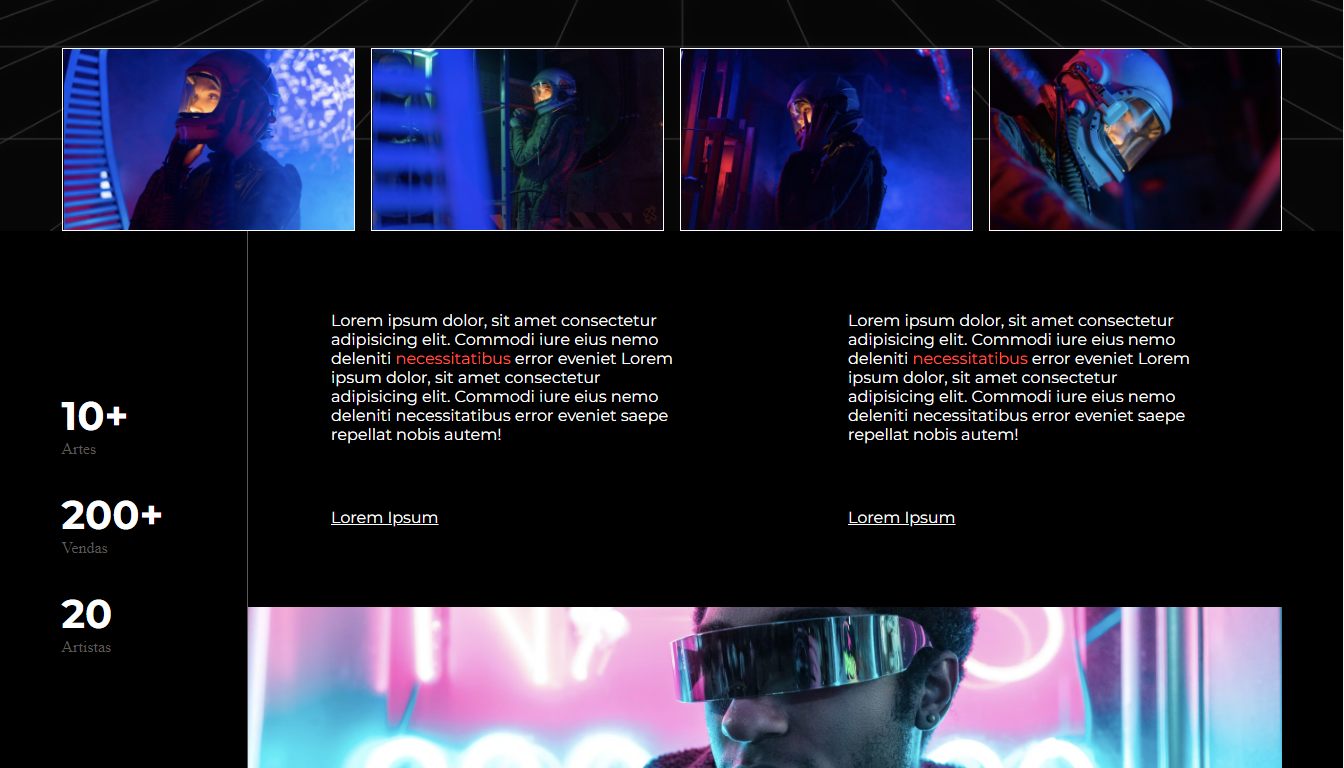 Lorem ipsum dolor, sit amet consectetur
adipisicing elit. Commodi iure eius nemo
deleniti necessitatibus error eveniet Lorem
ipsum dolor, sit amet consectetur
adipisicing elit. Commodi iure eius nemo
deleniti necessitatibus error eveniet saepe
repellat nobis autem!
Lorem Ipsum
Lorem ipsum dolor, sit amet consectetur
adipisicing elit. Commodi iure eius nemo
deleniti necessitatibus error eveniet Lorem
ipsum dolor, sit amet consectetur
adipisicing elit. Commodi iure eius nemo
deleniti necessitatibus error eveniet saepe
repellat nobis autem!
Lorem Ipsum
10+
Artes
200+
Vendas
20
Artistas